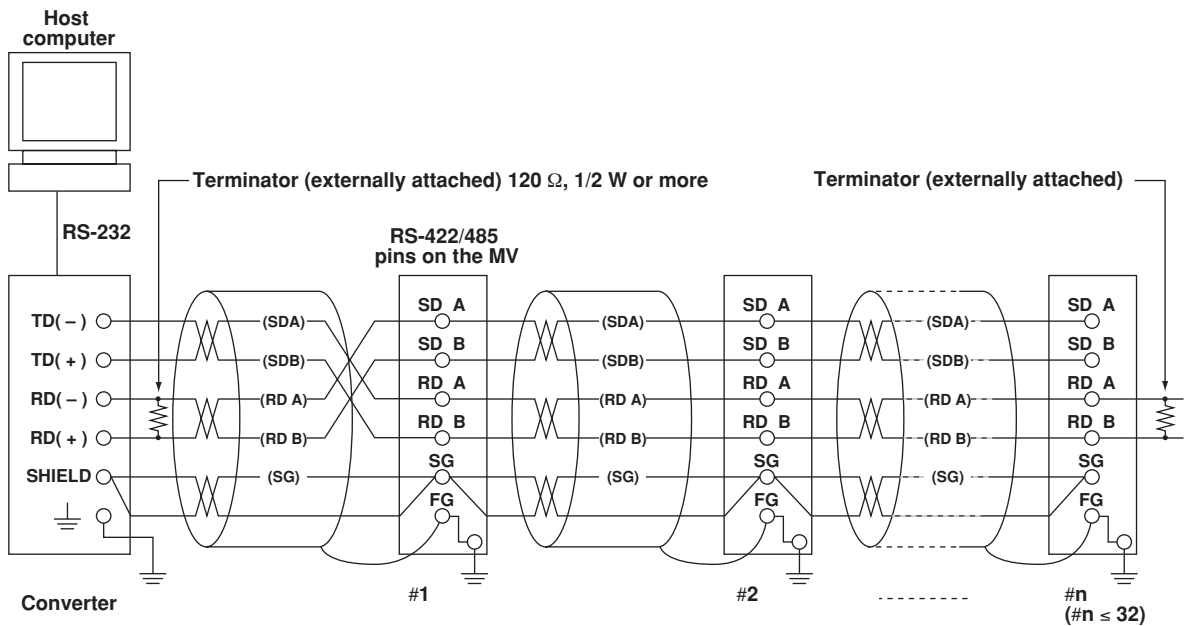 Host
computer
Terminator (externally attached) 120 Ω, 1/2 W or more
Terminator (externally attached)
RS-232
RS-422/485
pins on the MV
TD( – )
TD( + )
RD( – )
RD( + )
SHIELD
(SDA)
(SDB)
(RD A)
(RD B)
(SG)
SD A
SD B
RD A
RD B
SG
FG
(SDA)
(SDB)
(RD A)
(RD B)
(SG)
SD A
SD B
RD A
RD B
SG
FG
(SDA)
(SDB)
(RD A)
(RD B)
(SG)
SD A
SD B
RD A
RD B
SG
FG
Converter
#1
#2
#n
(#n ≤ 32)